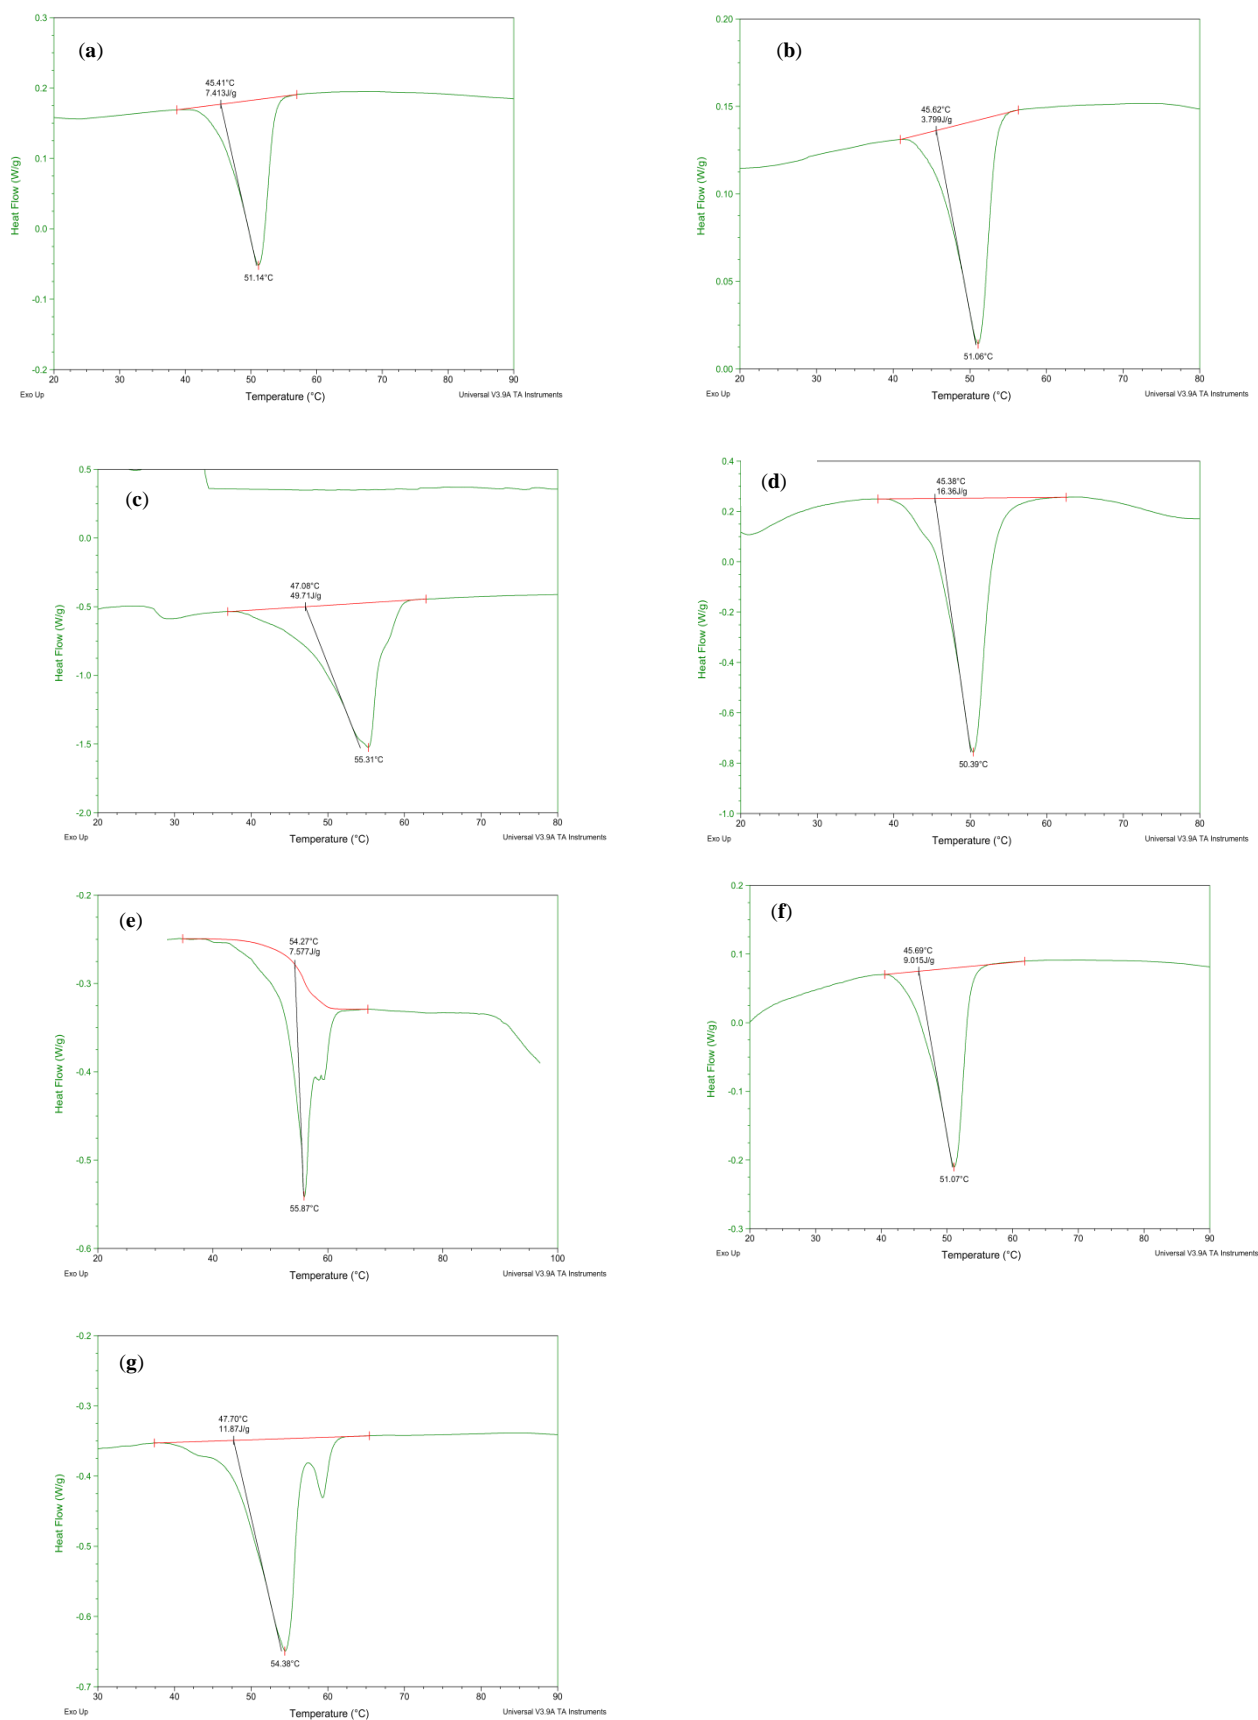 (a)
0.3
0.2
0.1
0.0
-0.1
-0.2
Heat Flow (W/g)
45.41°C
7.413J/g
51.14°C
20 30 40 50 60 70 80 90
Exo Up Temperature (°C) Universal V3.9A TA Instruments
(b)
0.20
0.15
0.10
0.05
0.00
Heat Flow (W/g)
45.62°C
3.799J/g
51.06°C
20 30 40 50 60 70 80
Exo Up Temperature (°C) Universal V3.9A TA Instruments
(c)
0.5
0.0
-0.5
-1.0
-1.5
-2.0
Heat Flow (W/g)
47.08°C
49.71J/g
55.31°C
20 30 40 50 60 70 80
Exo Up Temperature (°C) Universal V3.9A TA Instruments
(d)
0.4
0.2
0.0
-0.2
-0.4
-0.6
-0.8
-1.0
Heat Flow (W/g)
45.38°C
16.36J/g
50.39°C
20 30 40 50 60 70 80
Exo Up Temperature (°C) Universal V3.9A TA Instruments
(e)
-0.2
-0.3
-0.4
-0.5
-0.6
Heat Flow (W/g)
54.27°C
7.577J/g
55.87°C
20 40 60 80 100
Exo Up Temperature (°C) Universal V3.9A TA Instruments
(f)
0.2
0.1
0.0
-0.1
-0.2
-0.3
Heat Flow (W/g)
45.69°C
9.015J/g
51.07°C
20 30 40 50 60 70 80 90
Exo Up Temperature (°C) Universal V3.9A TA Instruments
(g)
-0.2
-0.3
-0.4
-0.5
-0.6
-0.7
Heat Flow (W/g)
47.70°C
11.87J/g
54.38°C
30 40 50 60 70 80 90
Exo Up Temperature (°C) Universal V3.9A TA Instruments